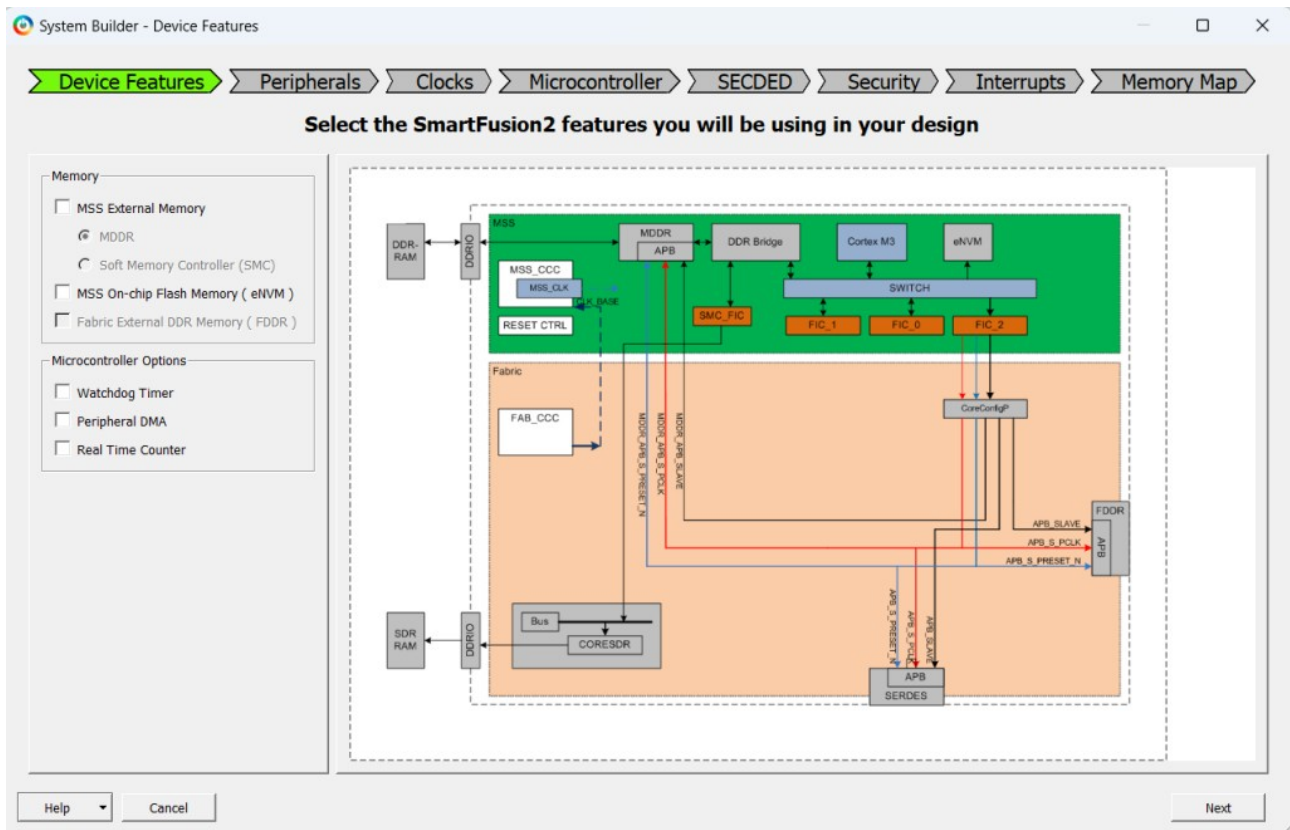 System Builder - Device Features
Device Features
Peripherals
Clocks
Microcontroller
SECDED
Security
Interrupts
Memory Map
Select the SmartFusion2 features you will be using in your design
Memory
MSS External Memory
MDDR
Soft Memory Controller (SMC)
MSS On-chip Flash Memory ( eNVM )
Fabric External DDR Memory ( FDDR )
Microcontroller Options
Watchdog Timer
Peripheral DMA
Real Time Counter
MSS
DDR-
RAM
DDRIO
MDDR
APB
DDR Bridge
Cortex M3
eNVM
MSS_CCC
MSS_CLK
CLK_BASE
RESET CTRL
SWITCH
SMC_FIC
FIC_1
FIC_0
FIC_2
Fabric
FAB_CCC
CoreConfigP
MDDR_APB_S_PRESET_N
MDDR_APB_S_PCLK
MDDR_APB_SLAVE
FDDR
APB
APB_SLAVE
APB_S_PCLK
APB_S_PRESET_N
SDR
RAM
DDRIO
Bus
CORESDR
APB_S_PRESET_N
APB_S_PCLK
APB_SLAVE
APB
SERDES
Help
Cancel
Next